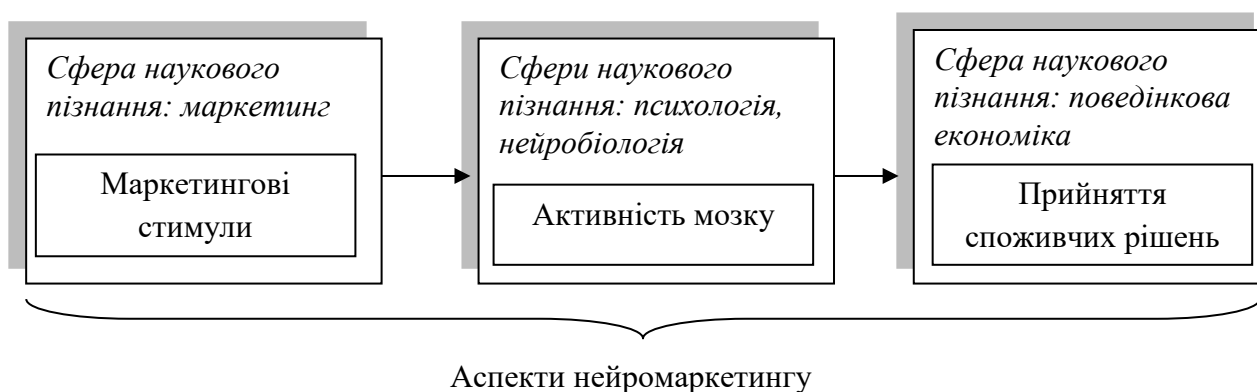 Сфера наукового
пізнання: маркетинг
Маркетингові
стимули
Сфери наукового
пізнання: психологія,
нейробіологія
Активність мозку
Сфера наукового
пізнання: поведінкова
економіка
Прийняття
споживчих рішень
Аспекти нейромаркетингу